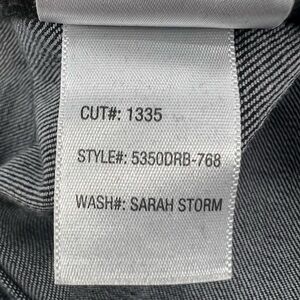 CUT#: 1335
STYLE#: 5350DRB-768
WASH#: SARAH STORM